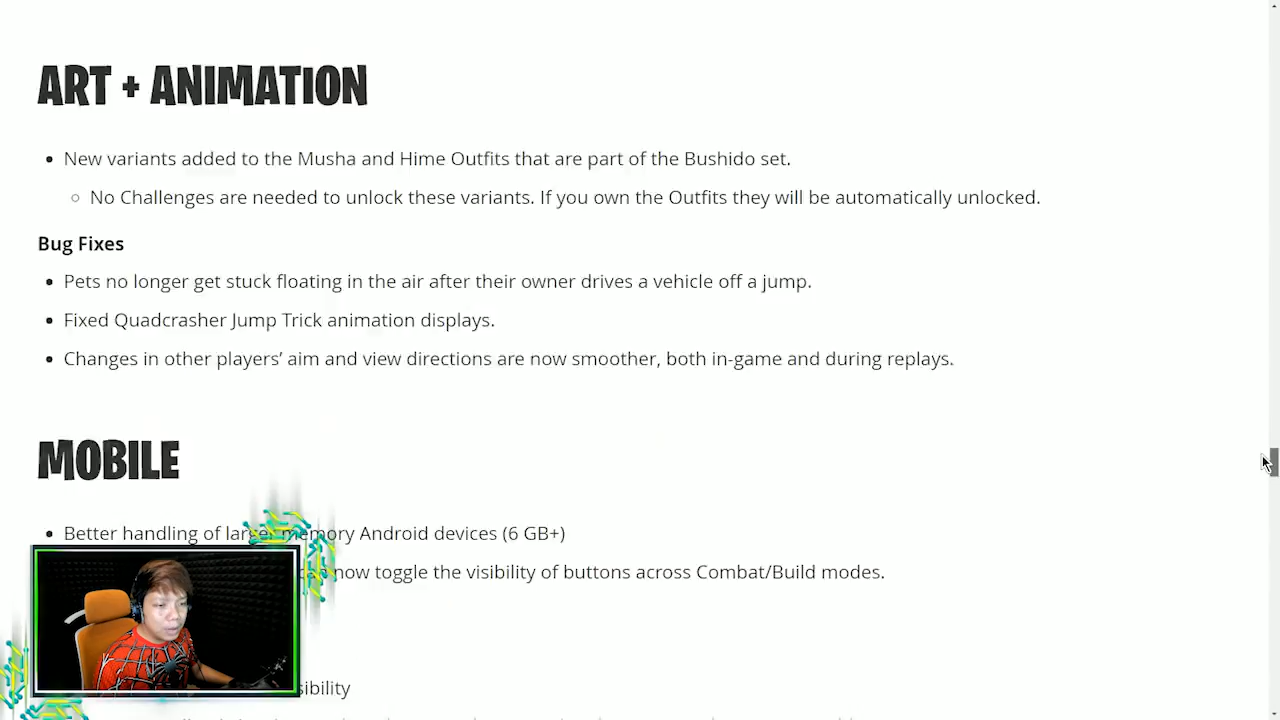 ART + ANIMATION
New variants added to the Musha and Hime Outfits that are part of the Bushido set.
No Challenges are needed to unlock these variants. If you own the Outfits they will be automatically unlocked.
Bug Fixes
Pets no longer get stuck floating in the air after their owner drives a vehicle off a jump.
Fixed Quadcrasher Jump Trick animation displays.
Changes in other players’ aim and view directions are now smoother, both in-game and during replays.
MOBILE
Better handling of larger memory Android devices (6 GB+)
now toggle the visibility of buttons across Combat/Build modes.